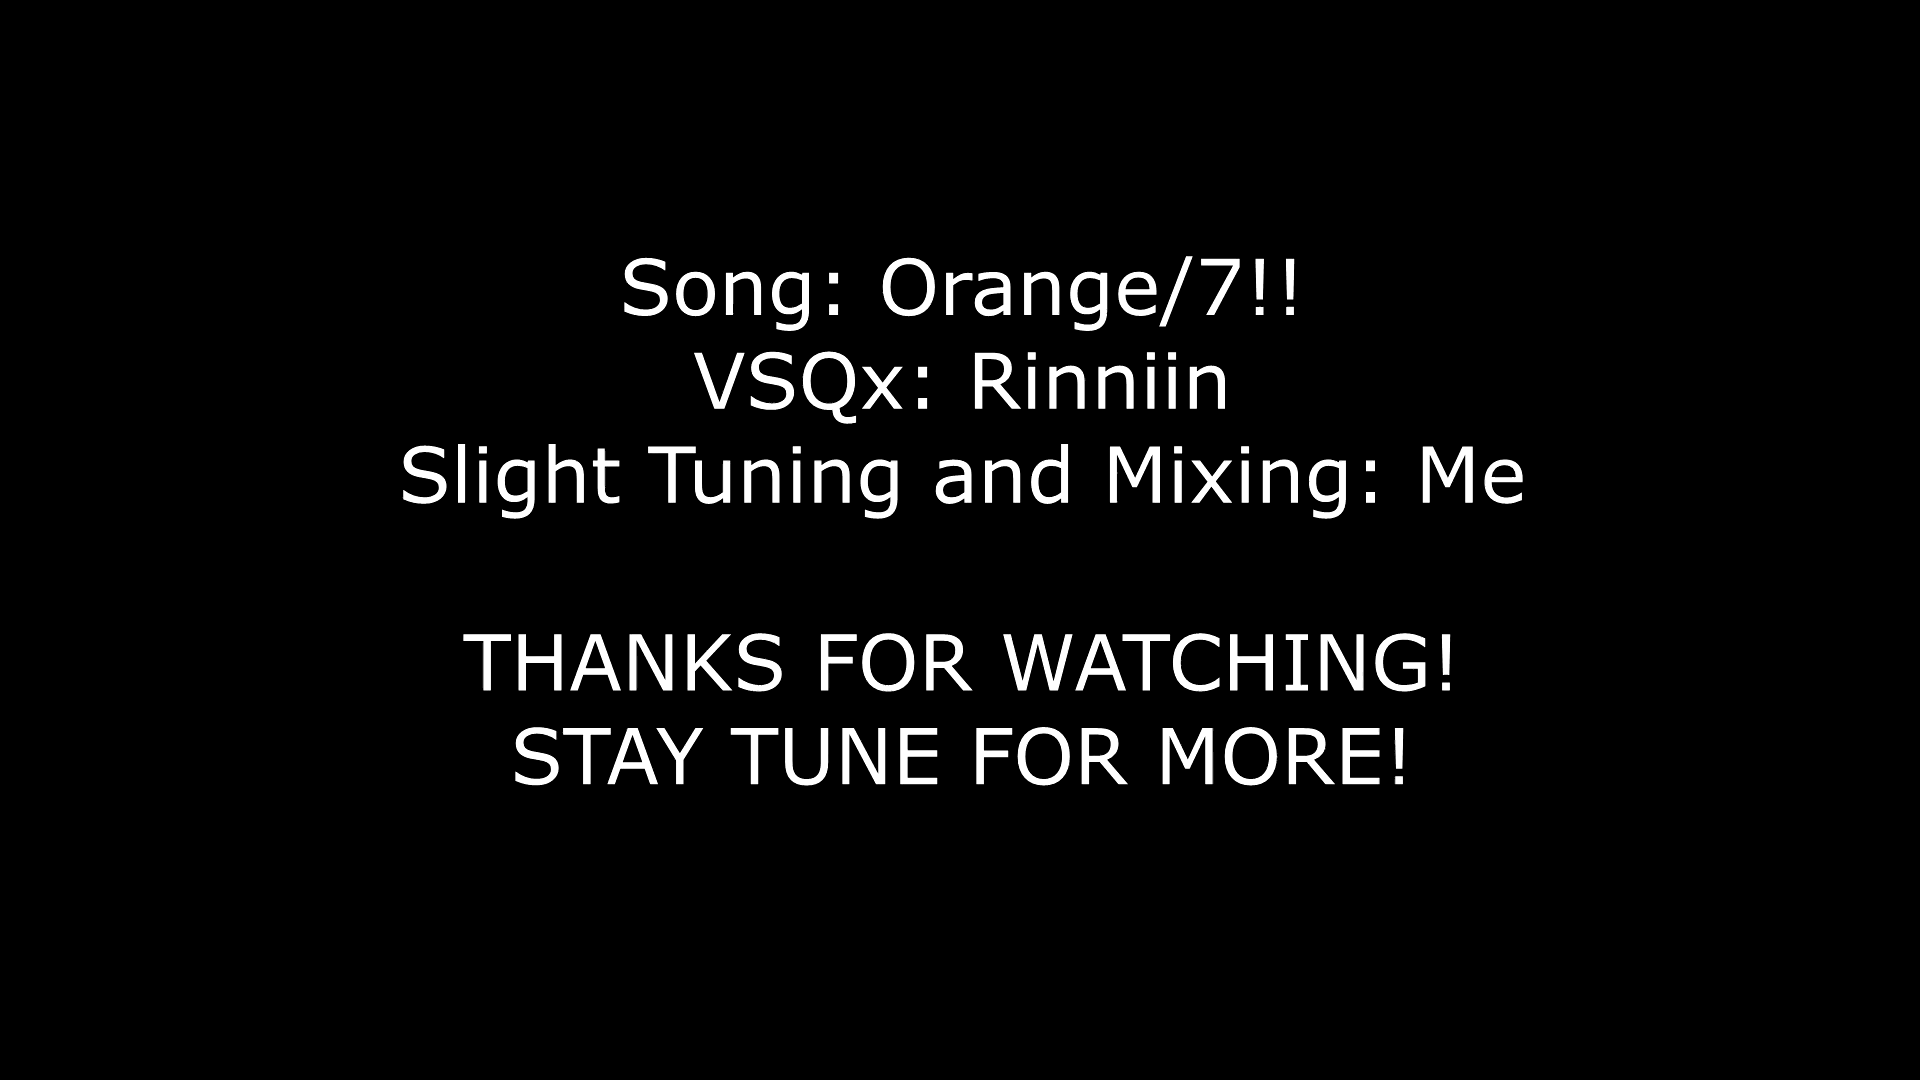 Song: Orange/7!!
VSQx: Rinniin
Slight Tuning and Mixing: Me
THANKS FOR WATCHING!
STAY TUNE FOR MORE!